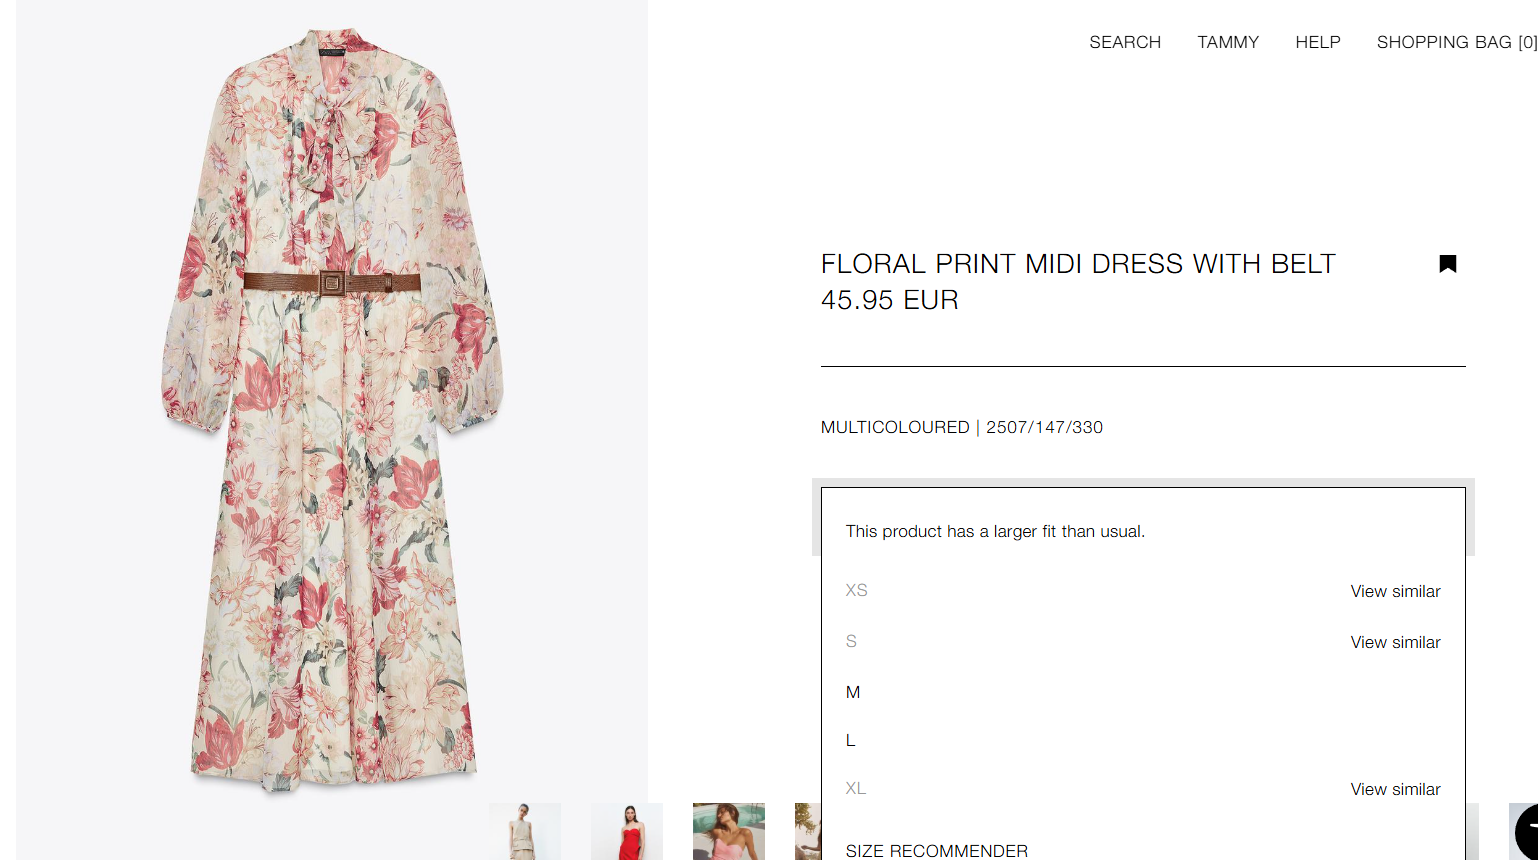 SEARCH TAMMY HELP SHOPPING BAG [0]
FLORAL PRINT MIDI DRESS WITH BELT
45.95 EUR
MULTICOLOURED | 2507/147/330
This product has a larger fit than usual.
XS View similar
S View similar
M
L
XL View similar
SIZE RECOMMENDER